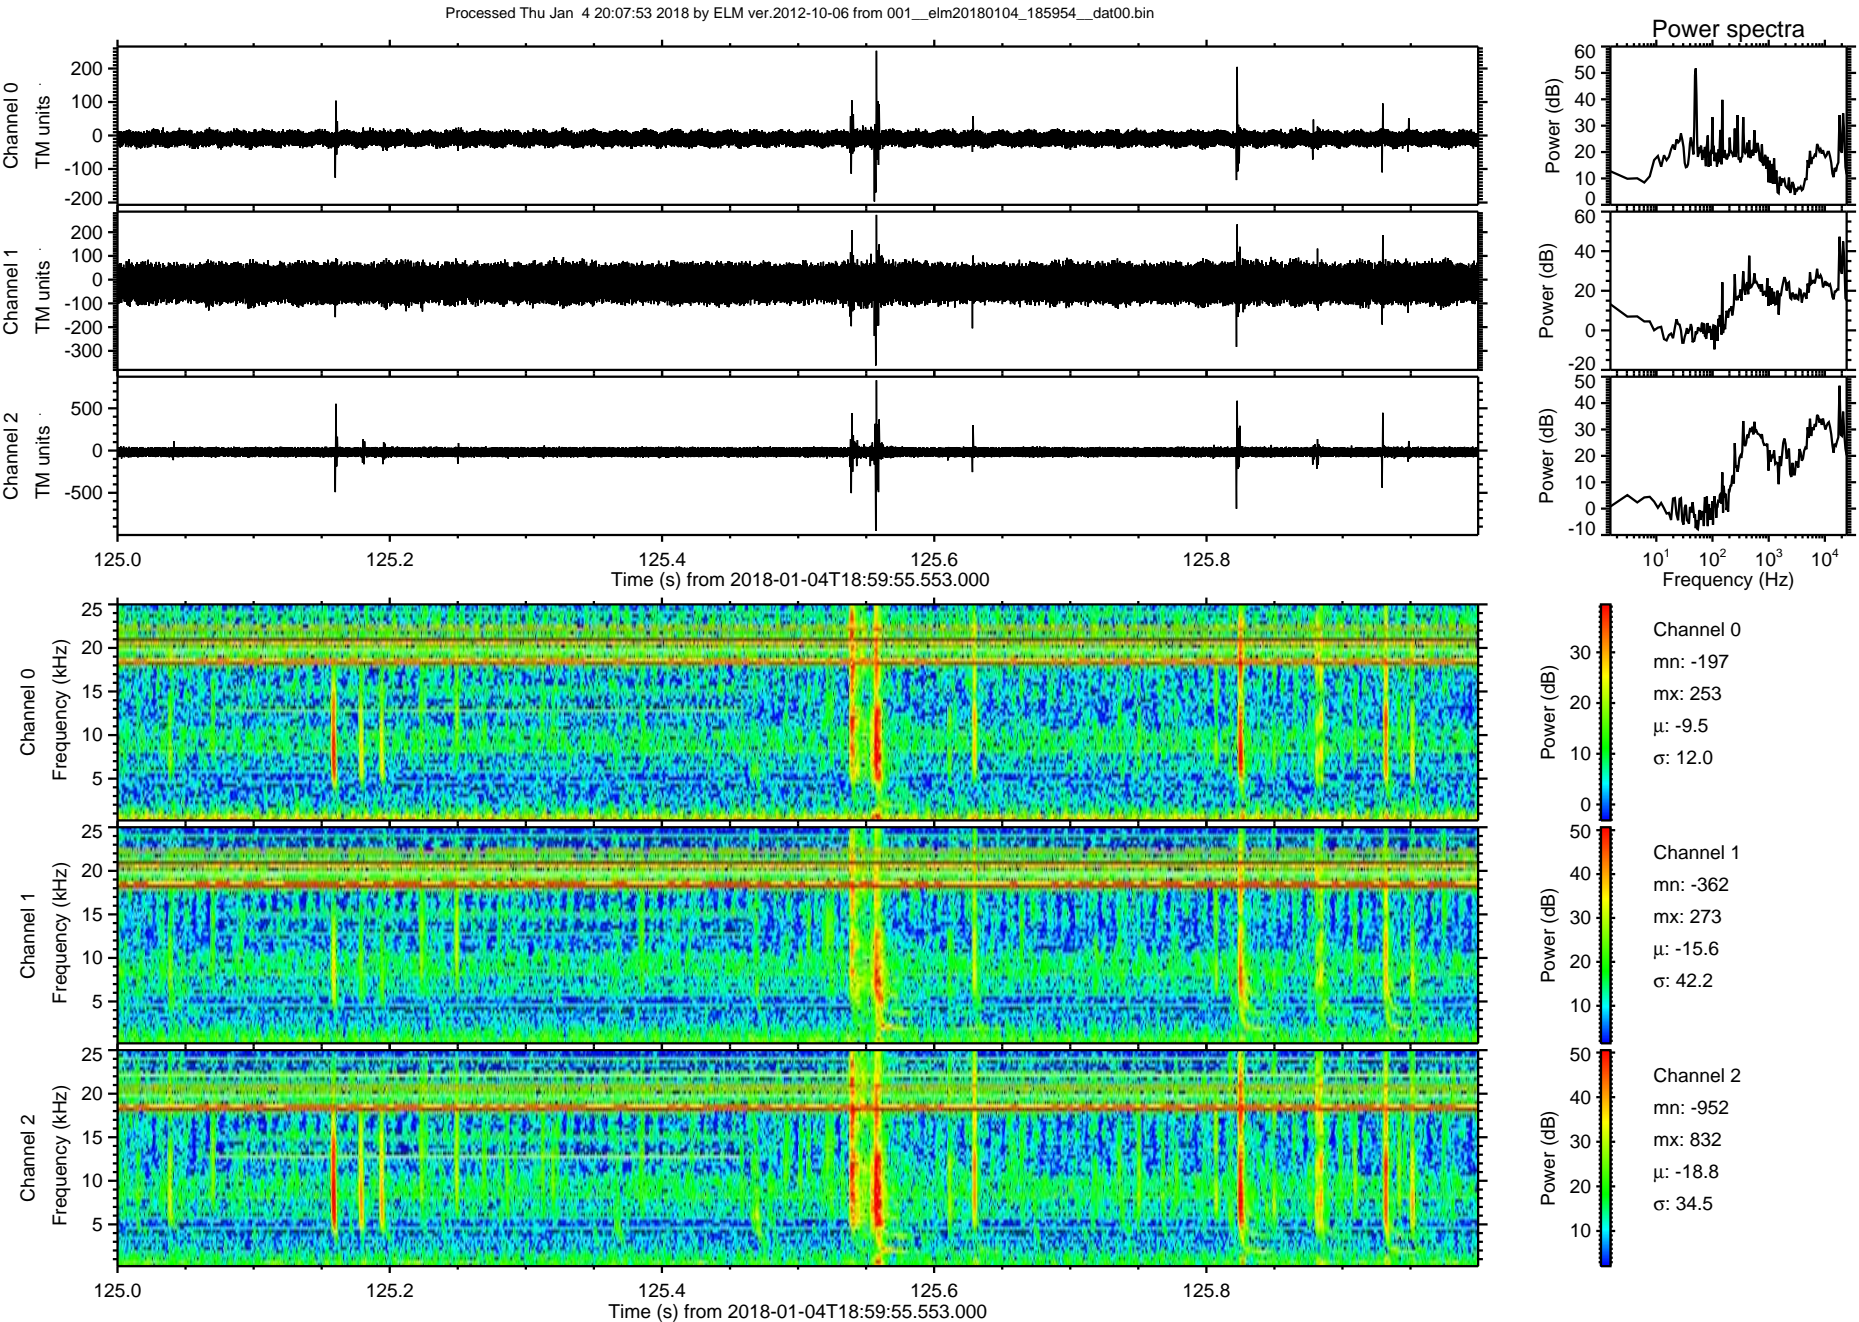 Processed Thu Jan  4 20:07:53 2018 by ELM ver.2012-10-06 from 001__elm20180104_185954__dat00.bin
Power spectra
Channel 0
TM units
200
100
0
-100
-200
Power (dB)
60
50
40
30
20
10
0
Channel 1
TM units
200
100
0
-100
-200
-300
Power (dB)
60
40
20
0
-20
Channel 2
TM units
500
0
-500
Power (dB)
50
40
30
20
10
0
-10
125.0 125.2 125.4 125.6 125.8
Time (s) from 2018-01-04T18:59:55.553.000
10^1 10^2 10^3 10^4
Frequency (Hz)
Channel 0
Frequency (kHz)
25
20
15
10
5
Power (dB)
30
20
10
0
Channel 0
mn: -197
mx: 253
μ: -9.5
σ: 12.0
Channel 1
Frequency (kHz)
25
20
15
10
5
Power (dB)
50
40
30
20
10
Channel 1
mn: -362
mx: 273
μ: -15.6
σ: 42.2
Channel 2
Frequency (kHz)
25
20
15
10
5
Power (dB)
50
40
30
20
10
Channel 2
mn: -952
mx: 832
μ: -18.8
σ: 34.5
125.0 125.2 125.4 125.6 125.8
Time (s) from 2018-01-04T18:59:55.553.000